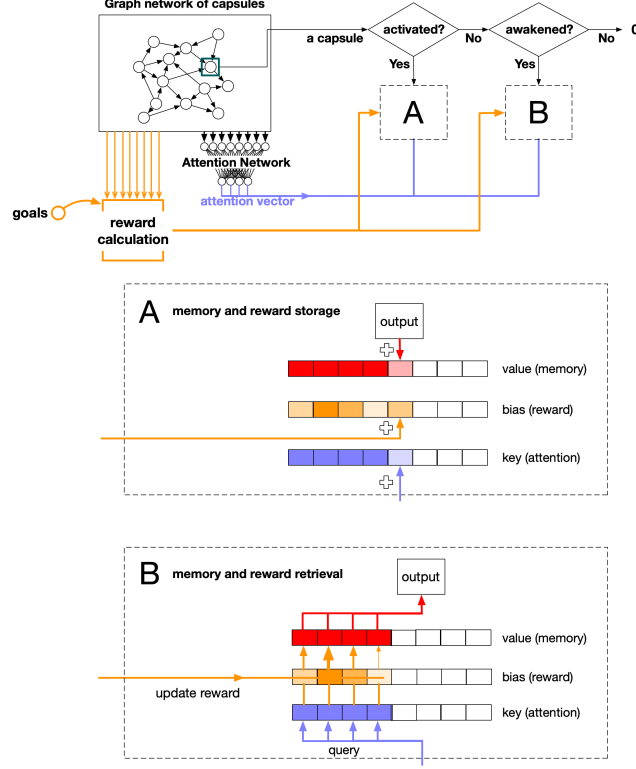 Graph network of capsules
a capsule
activated?
No
awakened?
No
Yes
Yes
A
B
Attention Network
attention vector
goals
reward
calculation
A
memory and reward storage
output
value (memory)
bias (reward)
key (attention)
B
memory and reward retrieval
output
value (memory)
bias (reward)
update reward
key (attention)
query